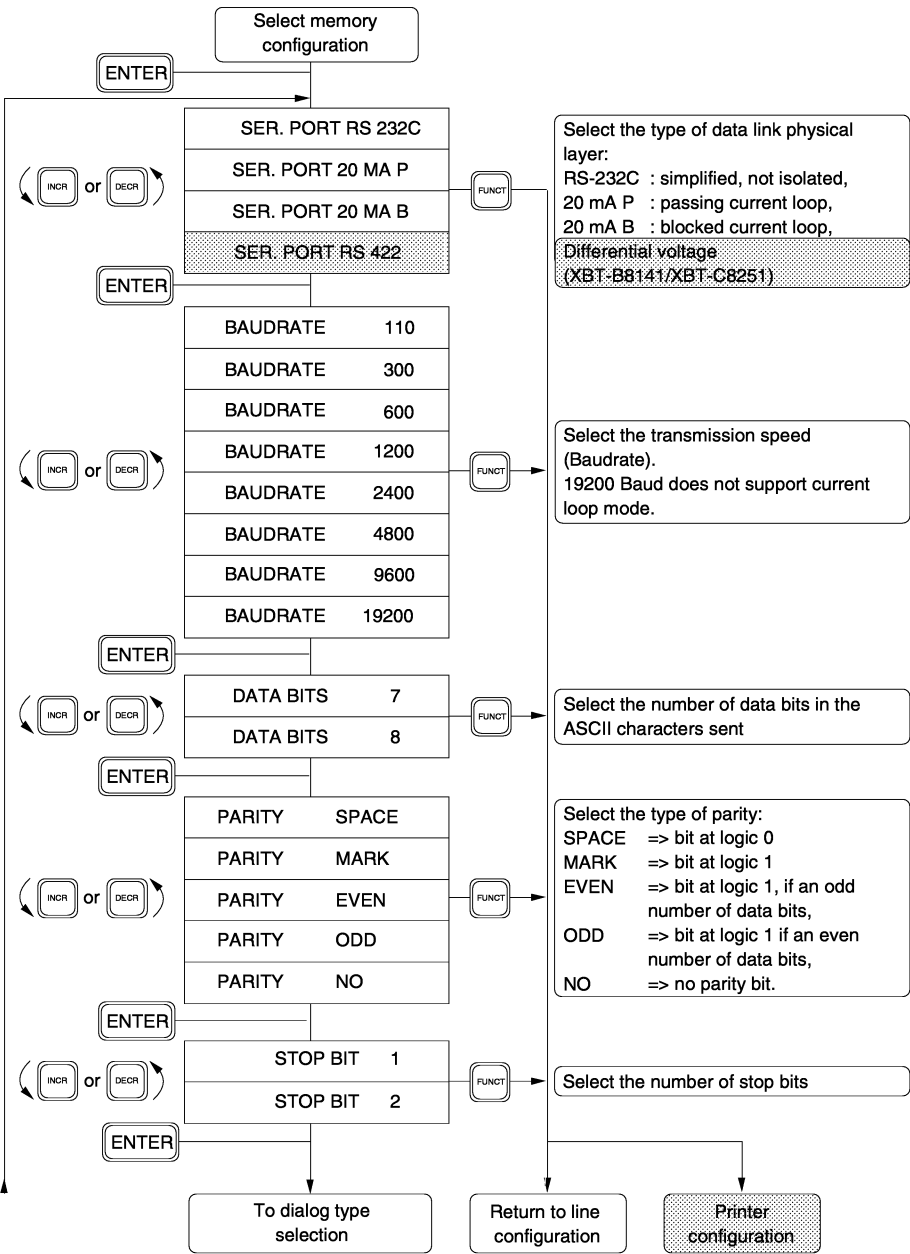 Select memory
configuration
ENTER
SER. PORT RS 232C
SER. PORT 20 MA P
SER. PORT 20 MA B
SER. PORT RS 422
INCR or DECR
FUNCT
Select the type of data link physical
layer:
RS-232C : simplified, not isolated,
20 mA P : passing current loop,
20 mA B : blocked current loop,
Differential voltage
(XBT-B8141/XBT-C8251)
ENTER
BAUDRATE 110
BAUDRATE 300
BAUDRATE 600
BAUDRATE 1200
BAUDRATE 2400
BAUDRATE 4800
BAUDRATE 9600
BAUDRATE 19200
INCR or DECR
FUNCT
Select the transmission speed
(Baudrate).
19200 Baud does not support current
loop mode.
ENTER
DATA BITS 7
DATA BITS 8
INCR or DECR
FUNCT
Select the number of data bits in the
ASCII characters sent
ENTER
PARITY SPACE
PARITY MARK
PARITY EVEN
PARITY ODD
PARITY NO
INCR or DECR
FUNCT
Select the type of parity:
SPACE => bit at logic 0
MARK => bit at logic 1
EVEN => bit at logic 1, if an odd
number of data bits,
ODD => bit at logic 1 if an even
number of data bits,
NO => no parity bit.
ENTER
STOP BIT 1
STOP BIT 2
INCR or DECR
FUNCT
Select the number of stop bits
ENTER
To dialog type
selection
Return to line
configuration
Printer
configuration